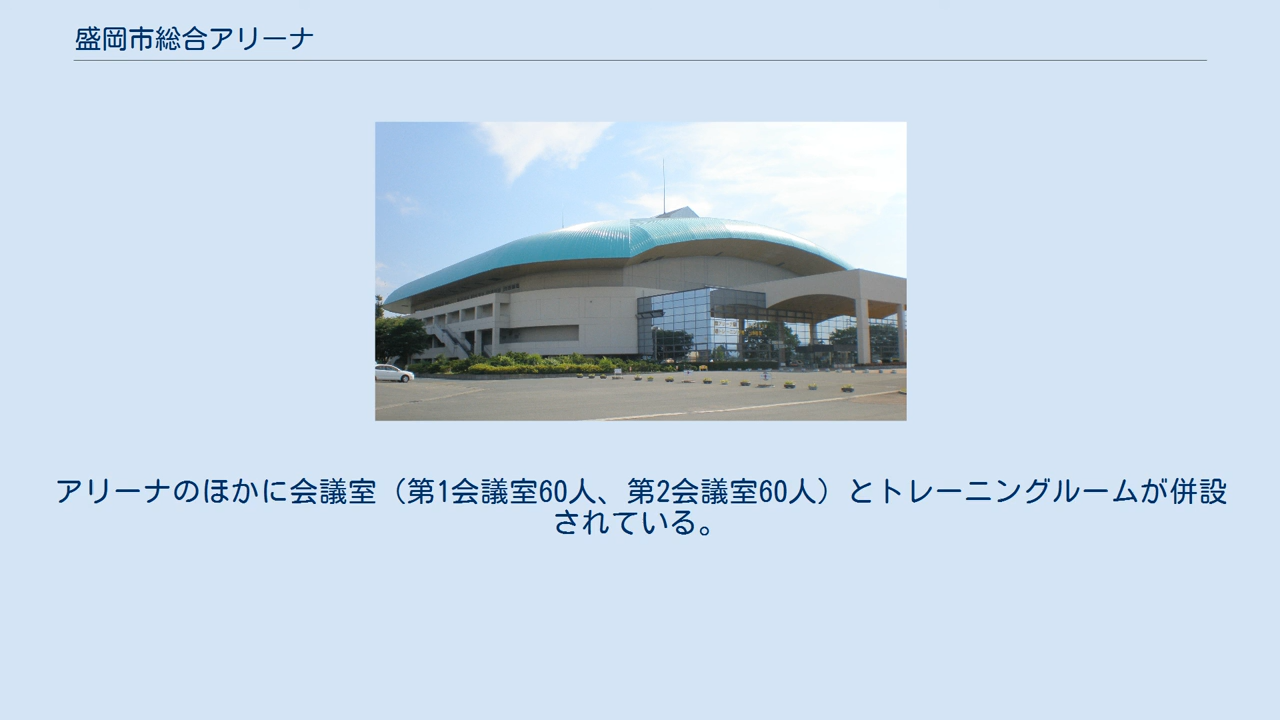 盛岡市総合アリーナ
アリーナのほかに会議室（第1会議室60人、第2会議室60人）とトレーニングルームが併設
されている。